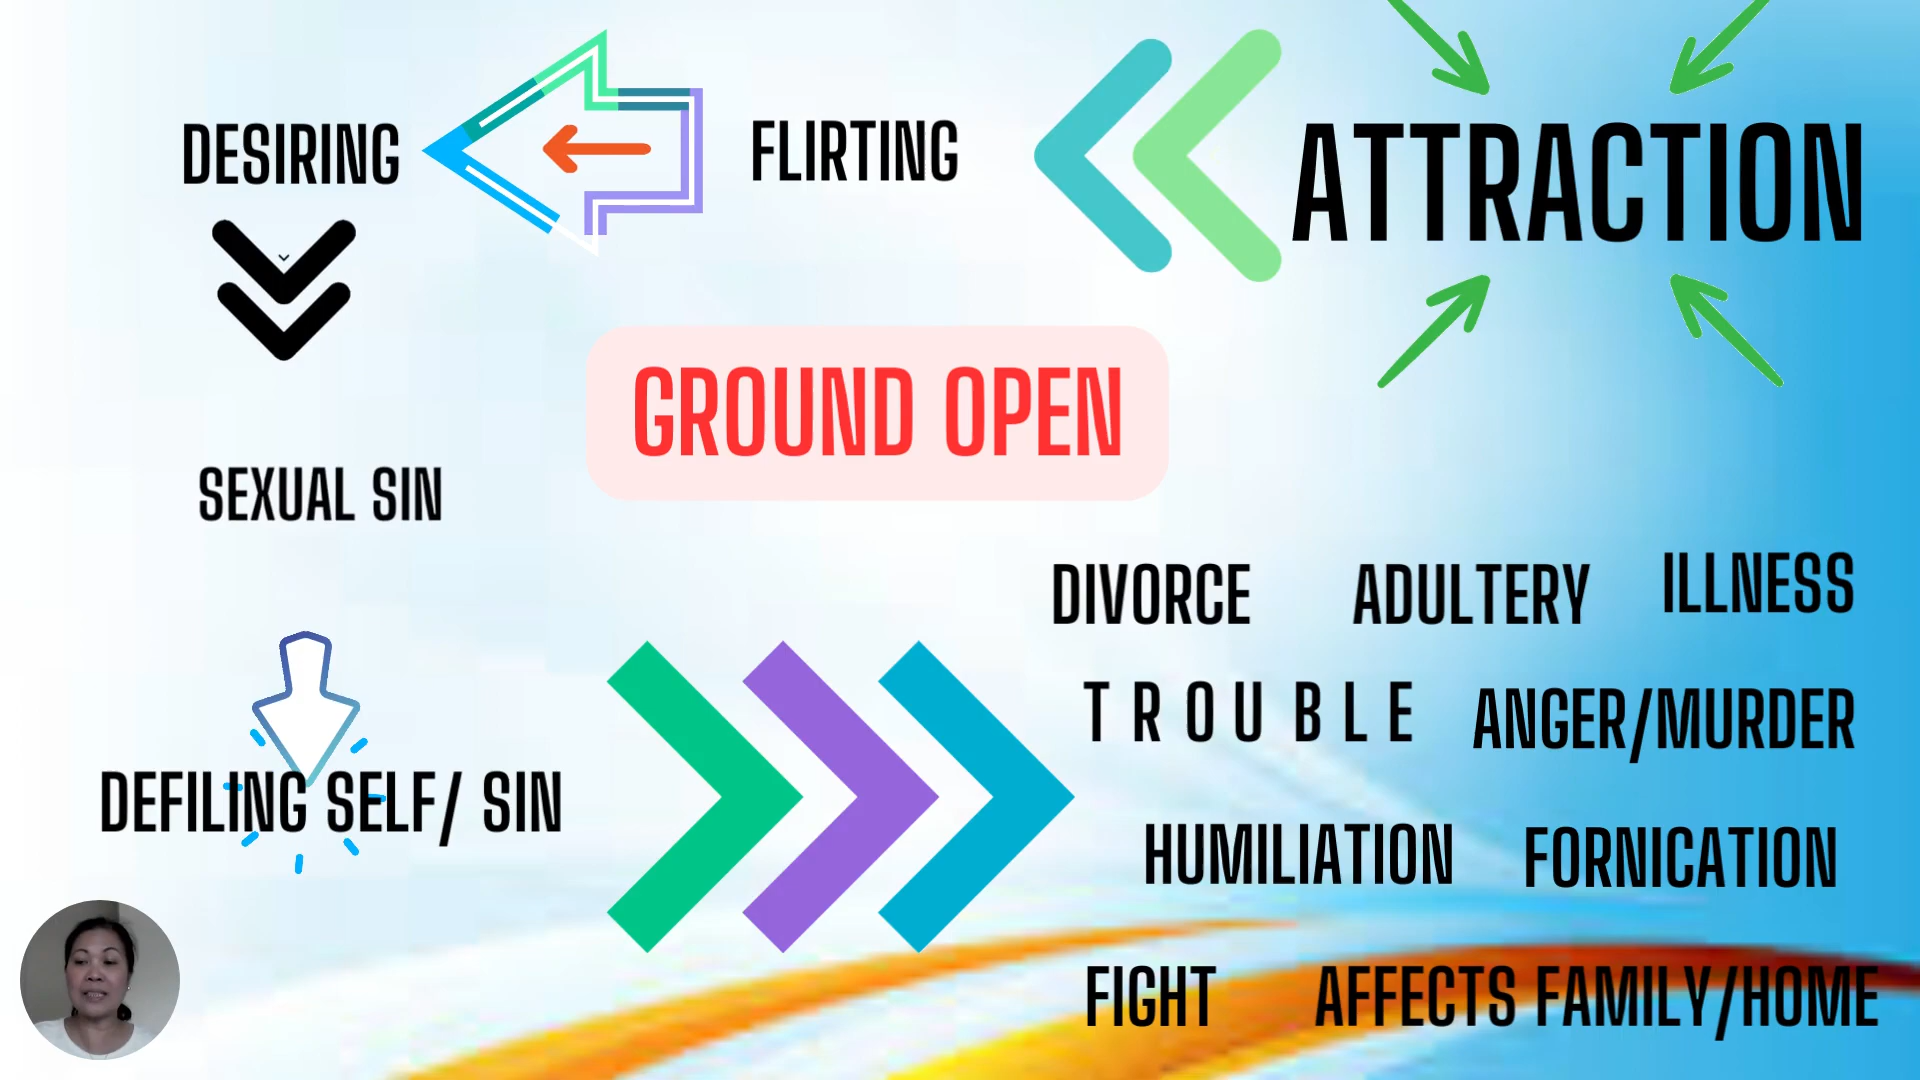 DESIRING
FLIRTING
ATTRACTION
GROUND OPEN
SEXUAL SIN
DEFILING SELF/ SIN
DIVORCE
ADULTERY
ILLNESS
TROUBLE
ANGER/MURDER
HUMILIATION
FORNICATION
FIGHT
AFFECTS FAMILY/HOME